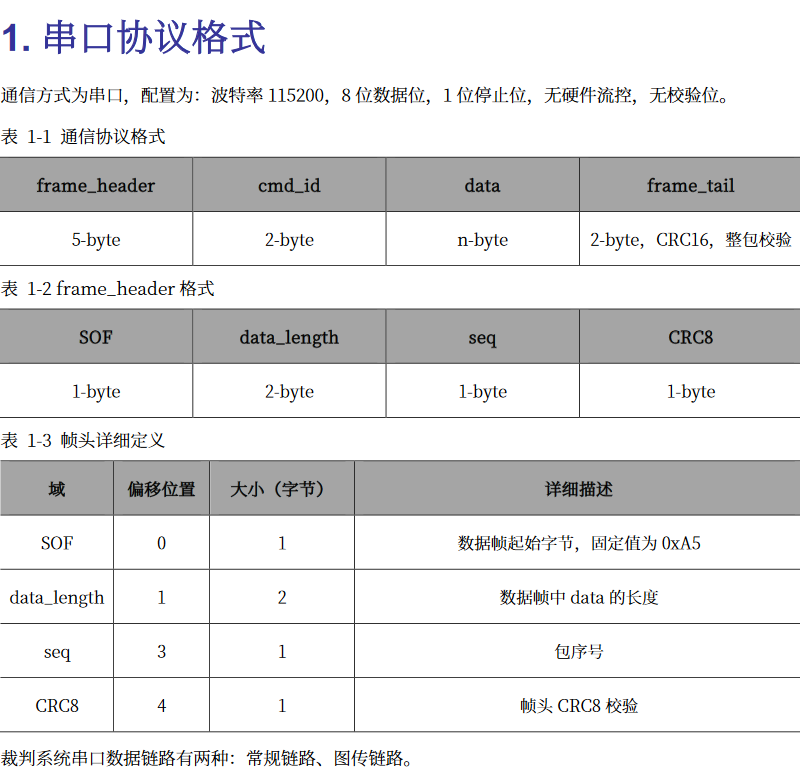 1. 串口协议格式
通信方式为串口，配置为：波特率 115200，8 位数据位，1 位停止位，无硬件流控，无校验位。
表 1-1 通信协议格式
frame_header cmd_id data frame_tail
5-byte 2-byte n-byte 2-byte，CRC16，整包校验
表 1-2 frame_header 格式
SOF data_length seq CRC8
1-byte 2-byte 1-byte 1-byte
表 1-3 帧头详细定义
域 偏移位置 大小（字节） 详细描述
SOF 0 1 数据帧起始字节，固定值为 0xA5
data_length 1 2 数据帧中 data 的长度
seq 3 1 包序号
CRC8 4 1 帧头 CRC8 校验
裁判系统串口数据链路有两种：常规链路、图传链路。